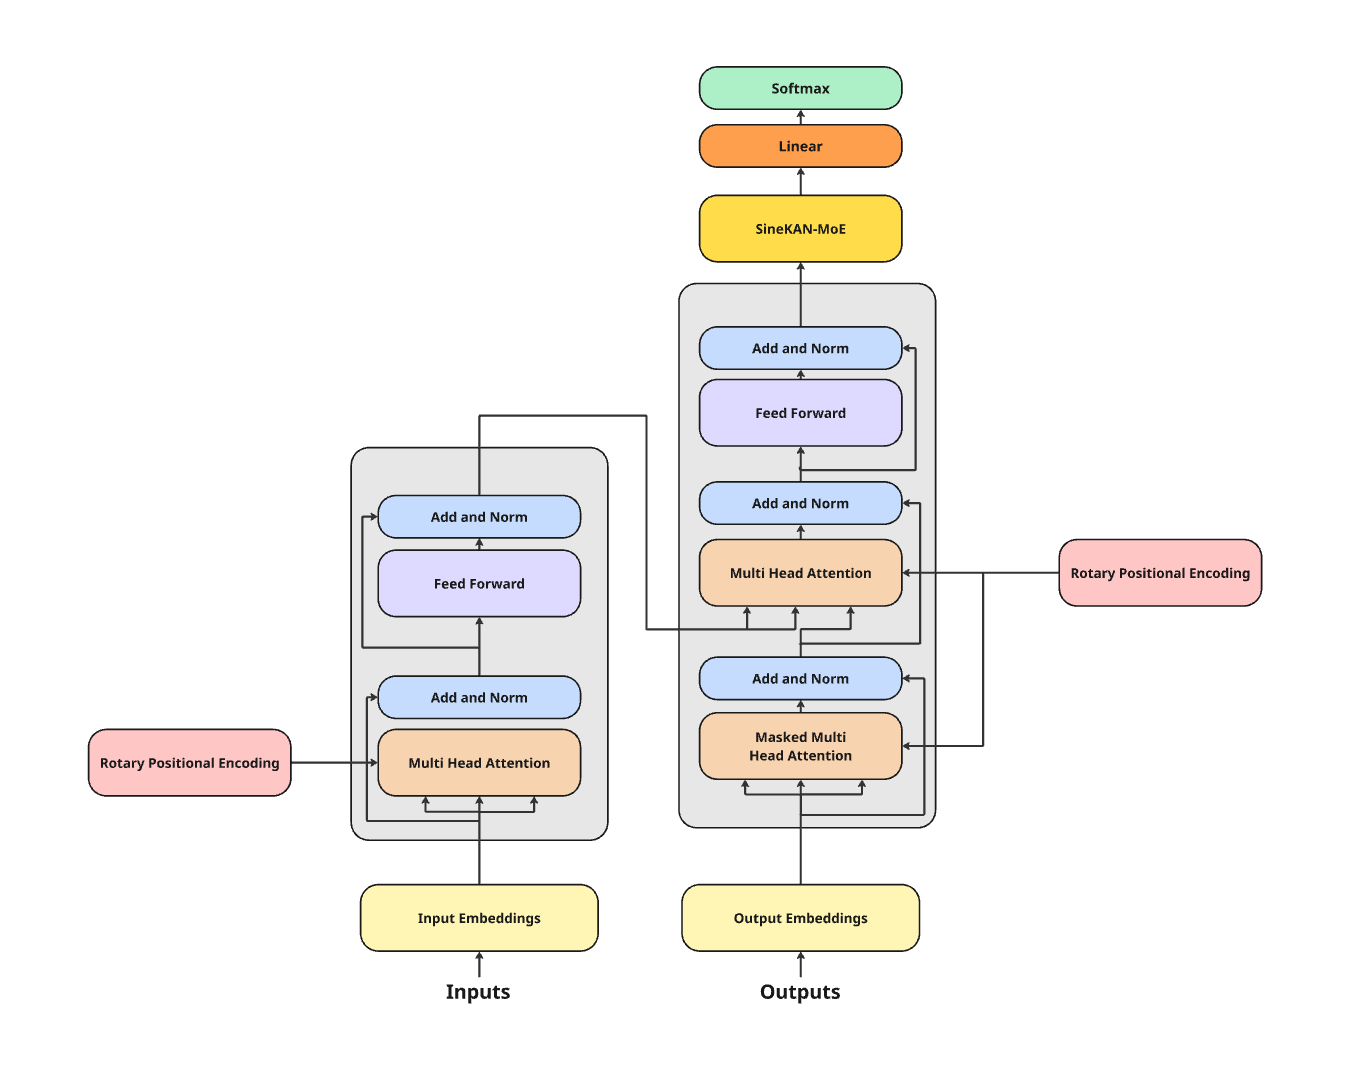 Softmax
Linear
SineKAN-MoE
Add and Norm
Feed Forward
Add and Norm
Multi Head Attention
Rotary Positional Encoding
Add and Norm
Masked Multi
Head Attention
Output Embeddings
Outputs
Add and Norm
Feed Forward
Add and Norm
Rotary Positional Encoding
Multi Head Attention
Input Embeddings
Inputs